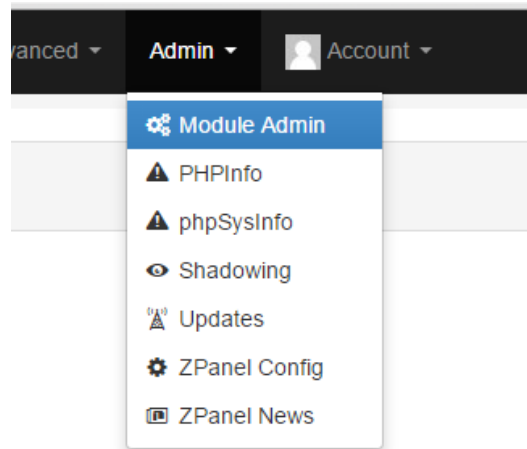 vanced Admin Account
Module Admin
PHPInfo
phpSysInfo
Shadowing
Updates
ZPanel Config
ZPanel News